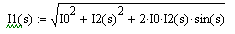 I1(s) := √(I0² + I2(s)² + 2·I0·I2(s)·sin(s))